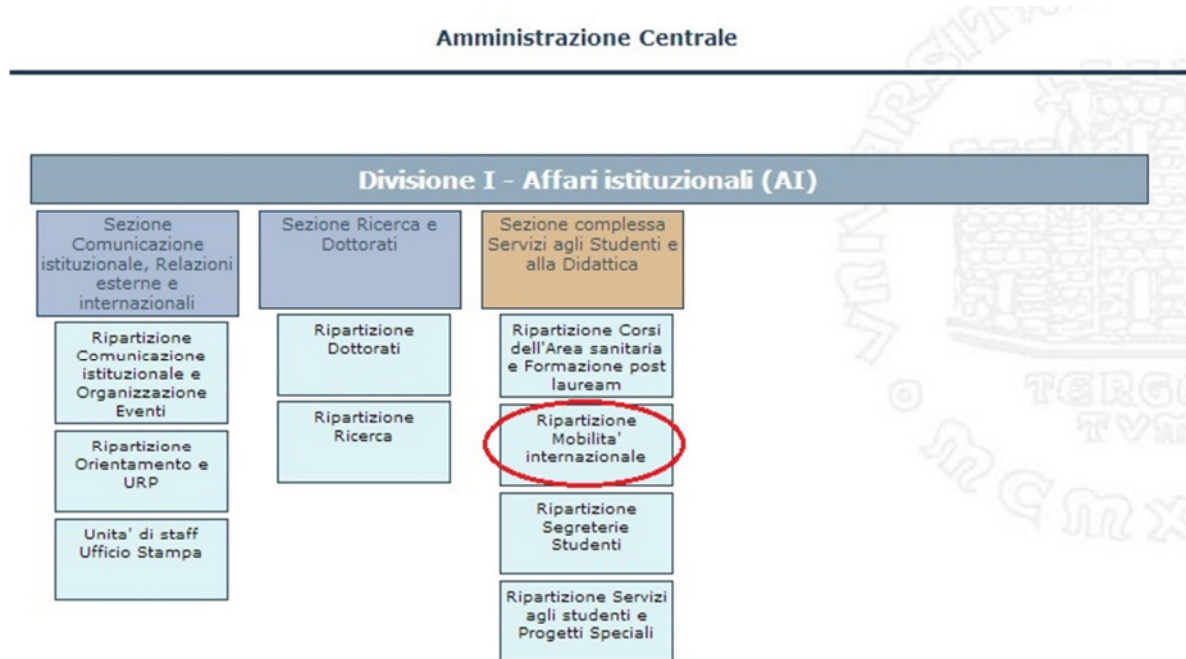 Amministrazione Centrale
Divisione I - Affari istituzionali (AI)
Sezione
Comunicazione
istituzionale, Relazioni
esterne e
internazionali
Ripartizione
Comunicazione
istituzionale e
Organizzazione
Eventi
Ripartizione
Orientamento e
URP
Unita' di staff
Ufficio Stampa
Sezione Ricerca e
Dottorati
Ripartizione
Dottorati
Ripartizione
Ricerca
Sezione complessa
Servizi agli Studenti e
alla Didattica
Ripartizione Corsi
dell'Area sanitaria
e Formazione post
lauream
Ripartizione
Mobilita'
internazionale
Ripartizione
Segreterie
Studenti
Ripartizione Servizi
agli studenti e
Progetti Speciali